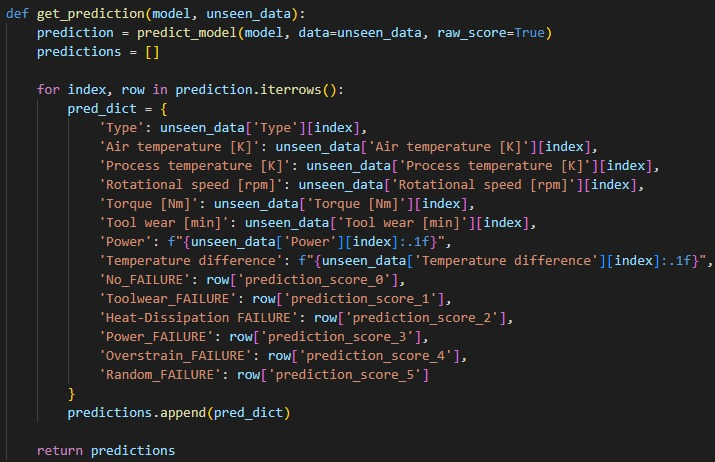 def get_prediction(model, unseen_data):
    prediction = predict_model(model, data=unseen_data, raw_score=True)
    predictions = []

    for index, row in prediction.iterrows():
        pred_dict = {
            'Type': unseen_data['Type'][index],
            'Air temperature [K]': unseen_data['Air temperature [K]'][index],
            'Process temperature [K]': unseen_data['Process temperature [K]'][index],
            'Rotational speed [rpm]': unseen_data['Rotational speed [rpm]'][index],
            'Torque [Nm]': unseen_data['Torque [Nm]'][index],
            'Tool wear [min]': unseen_data['Tool wear [min]'][index],
            'Power': f"{unseen_data['Power'][index]:.1f}",
            'Temperature difference': f"{unseen_data['Temperature difference'][index]:.1f}",
            'No_FAILURE': row['prediction_score_0'],
            'Toolwear_FAILURE': row['prediction_score_1'],
            'Heat-Dissipation FAILURE': row['prediction_score_2'],
            'Power_FAILURE': row['prediction_score_3'],
            'Overstrain_FAILURE': row['prediction_score_4'],
            'Random_FAILURE': row['prediction_score_5']
        }
        predictions.append(pred_dict)

    return predictions